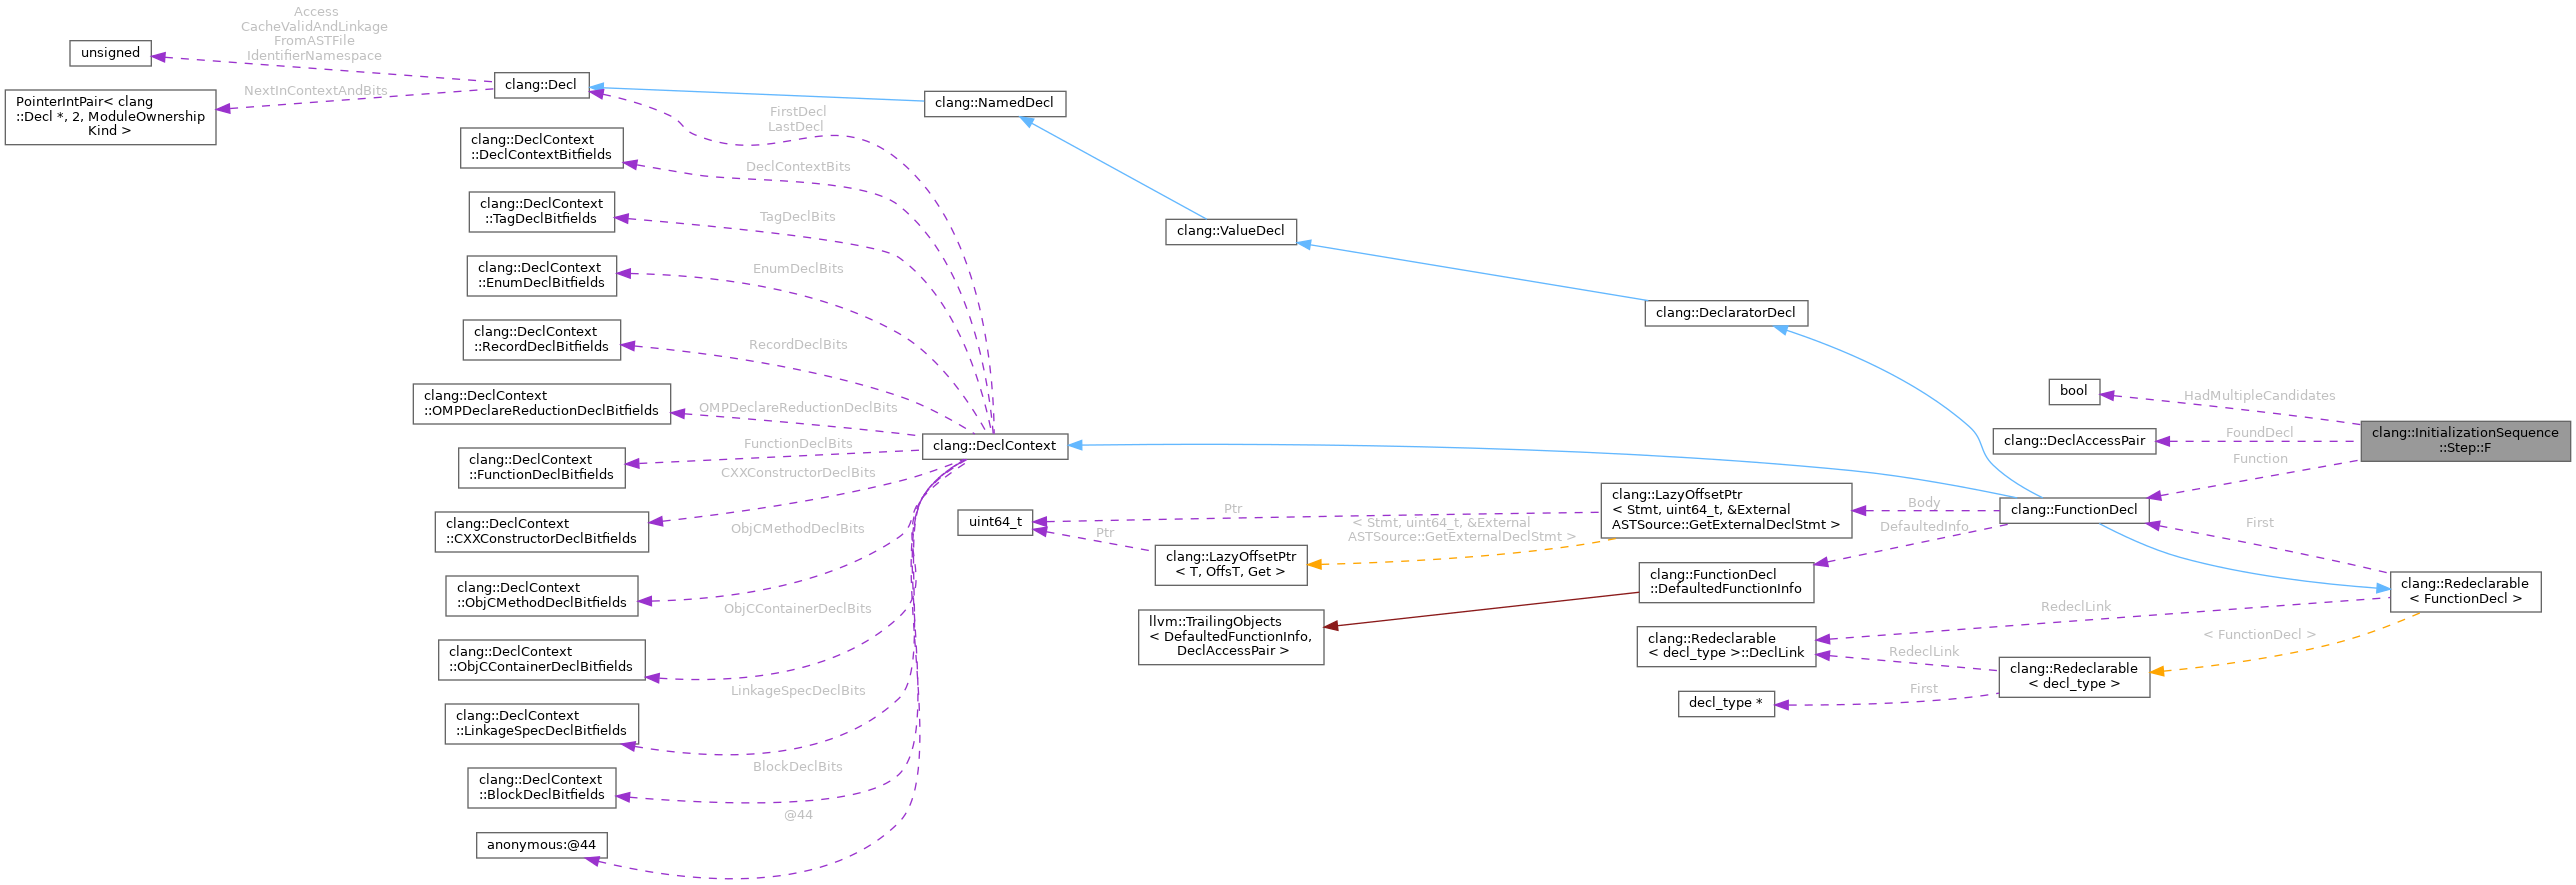 Access
CacheValidAndLinkage
FromASTFile
IdentifierNamespace
unsigned
NextInContextAndBits
PointerIntPair< clang
::Decl *, 2, ModuleOwnership
Kind >
clang::Decl
clang::NamedDecl
FirstDecl
LastDecl
clang::DeclContext
::DeclContextBitfields
DeclContextBits
clang::DeclContext
::TagDeclBitfields
TagDeclBits
clang::ValueDecl
clang::DeclContext
::EnumDeclBitfields
EnumDeclBits
clang::DeclaratorDecl
clang::DeclContext
::RecordDeclBitfields
RecordDeclBits
clang::DeclContext
::OMPDeclareReductionDeclBitfields
OMPDeclareReductionDeclBits
bool
HadMultipleCandidates
clang::InitializationSequence
::Step::F
clang::DeclAccessPair
FoundDecl
Function
clang::DeclContext
clang::DeclContext
::FunctionDeclBitfields
FunctionDeclBits
CXXConstructorDeclBits
clang::DeclContext
::CXXConstructorDeclBitfields
ObjCMethodDeclBits
uint64_t
Ptr
Ptr
clang::LazyOffsetPtr
< Stmt, uint64_t, &External
ASTSource::GetExternalDeclStmt >
< Stmt, uint64_t, &External
ASTSource::GetExternalDeclStmt >
Body
DefaultedInfo
clang::FunctionDecl
First
clang::LazyOffsetPtr
< T, OffsT, Get >
clang::FunctionDecl
::DefaultedFunctionInfo
clang::Redeclarable
< FunctionDecl >
clang::DeclContext
::ObjCMethodDeclBitfields
ObjCContainerDeclBits
llvm::TrailingObjects
< DefaultedFunctionInfo,
DeclAccessPair >
RedeclLink
clang::Redeclarable
< decl_type >::DeclLink
< FunctionDecl >
RedeclLink
clang::Redeclarable
< decl_type >
First
decl_type *
clang::DeclContext
::ObjCContainerDeclBitfields
LinkageSpecDeclBits
clang::DeclContext
::LinkageSpecDeclBitfields
BlockDeclBits
clang::DeclContext
::BlockDeclBitfields
@44
anonymous:@44